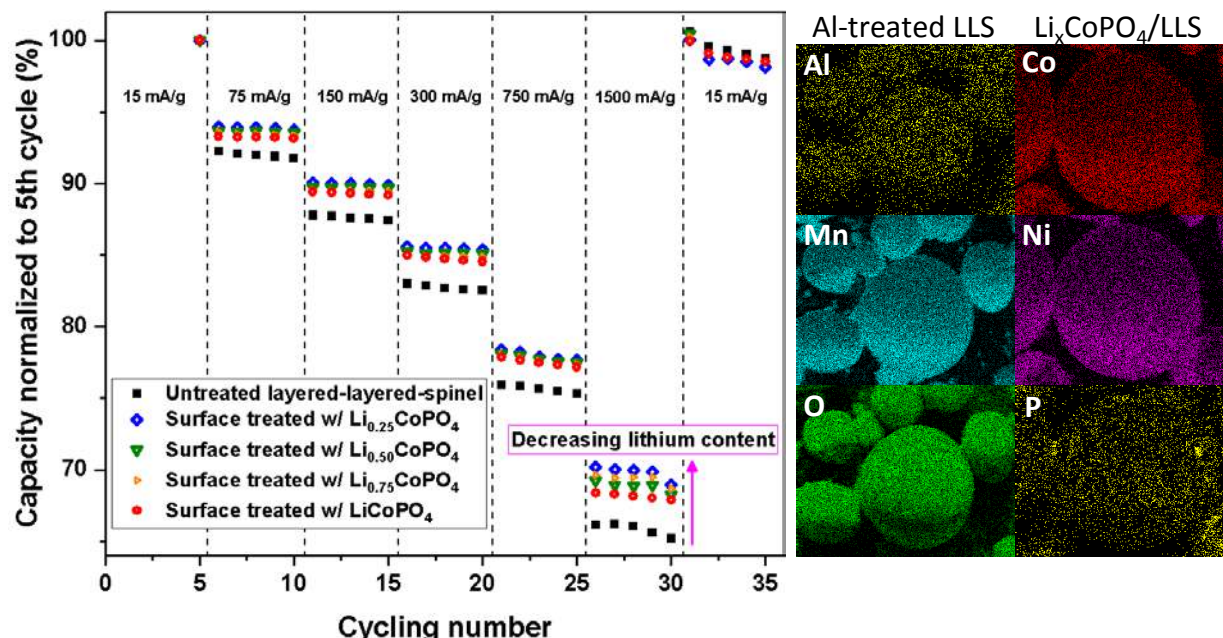 Capacity normalized to 5th cycle (%)
100
90
80
70
15 mA/g
75 mA/g
150 mA/g
300 mA/g
750 mA/g
1500 mA/g
15 mA/g
Untreated layered-layered-spinel
Surface treated w/ Li₀.₂₅CoPO₄
Surface treated w/ Li₀.₅₀CoPO₄
Surface treated w/ Li₀.₇₅CoPO₄
Surface treated w/ LiCoPO₄
Decreasing lithium content
0 5 10 15 20 25 30 35
Cycling number
Al-treated LLS
LiₓCoPO₄/LLS
Al
Co
Mn
Ni
O
P